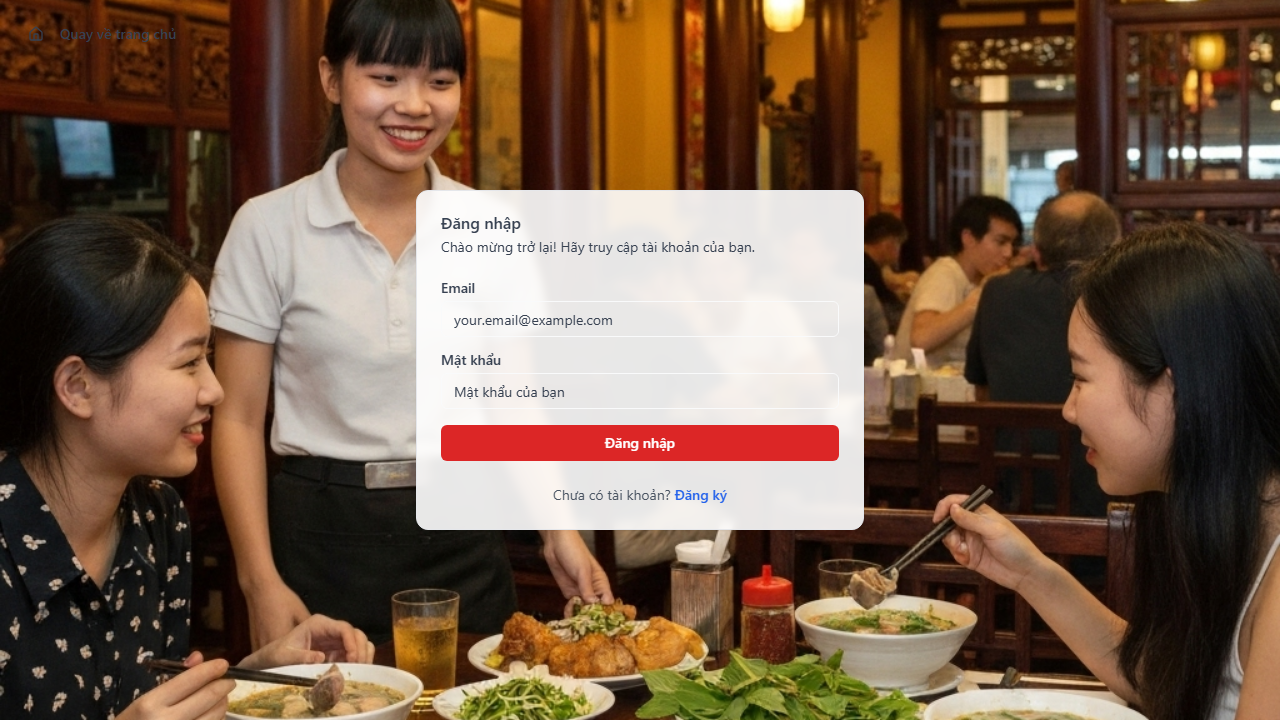 Quay về trang chủ
Đăng nhập
Chào mừng trở lại! Hãy truy cập tài khoản của bạn.
Email
your.email@example.com
Mật khẩu
Mật khẩu của bạn
Đăng nhập
Chưa có tài khoản? Đăng ký